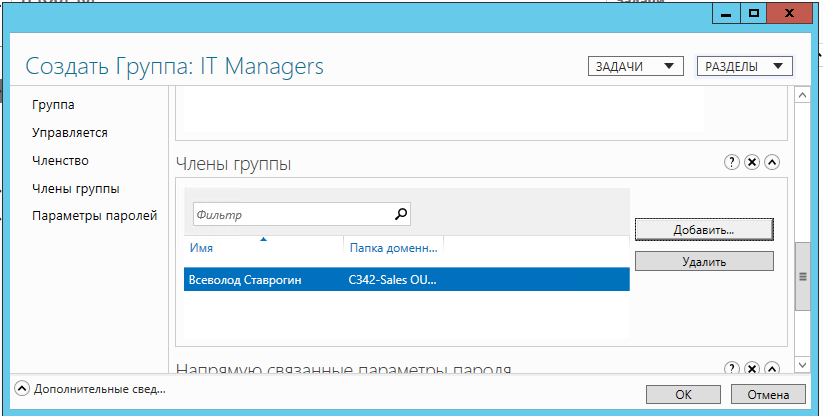 Создать Группа: IT Managers
ЗАДАЧИ
РАЗДЕЛЫ
Группа
Управляется
Членство
Члены группы
Параметры паролей
Члены группы
Фильтр
Имя
Папка доменн...
Всеволод Ставрогин
C342-Sales OU...
Добавить...
Удалить
Напрямую связанные параметры пароля
Дополнительные свед...
ОК
Отмена